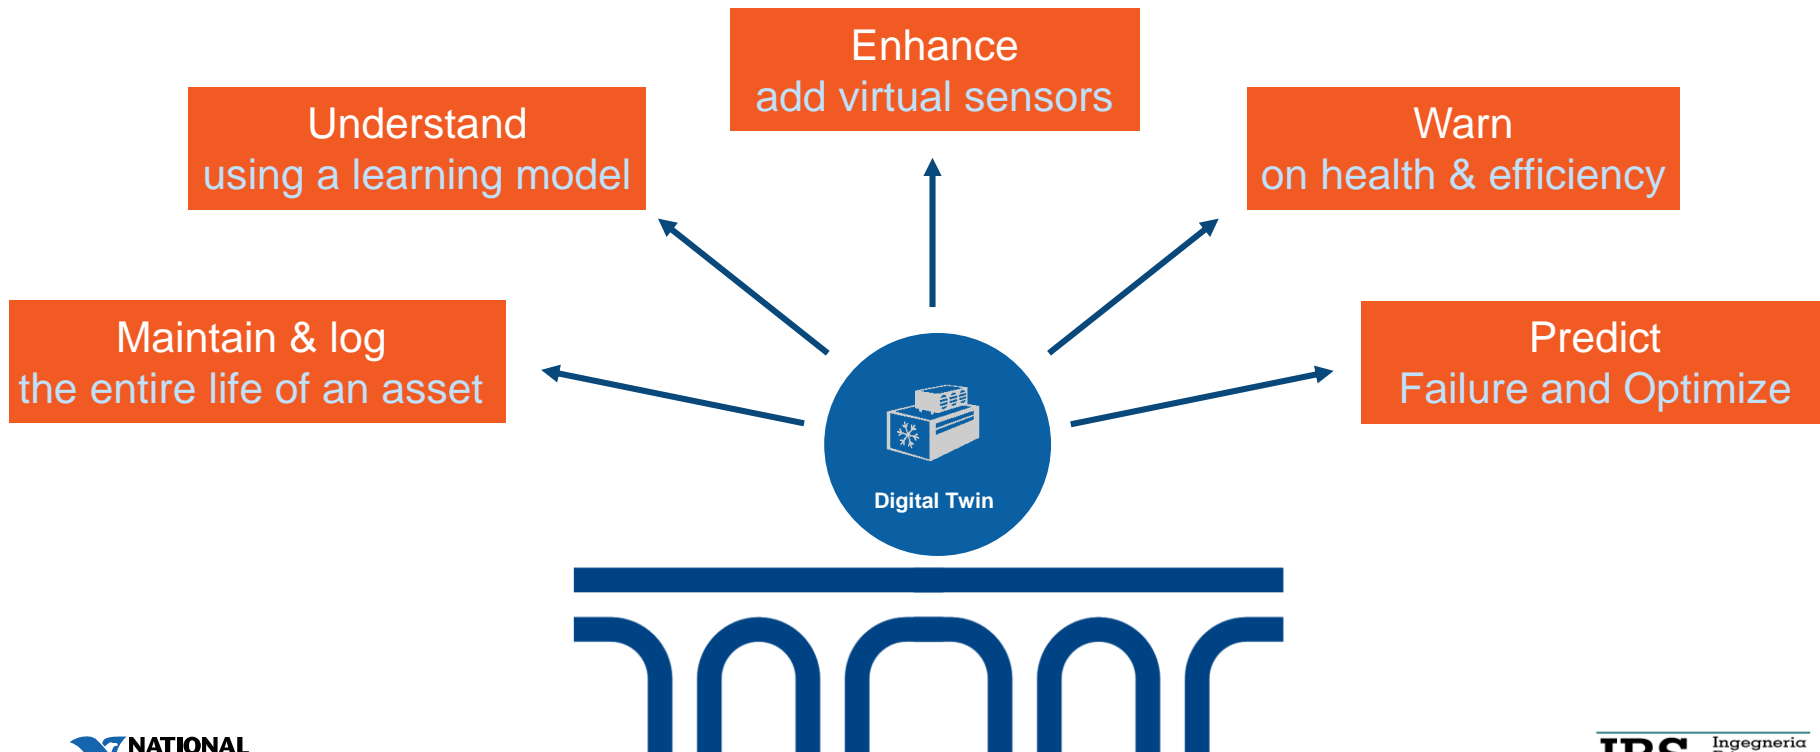 Enhance
add virtual sensors
Understand
using a learning model
Warn
on health & efficiency
Maintain & log
the entire life of an asset
Predict
Failure and Optimize
Digital Twin
NATIONAL
IRS Ingegneria